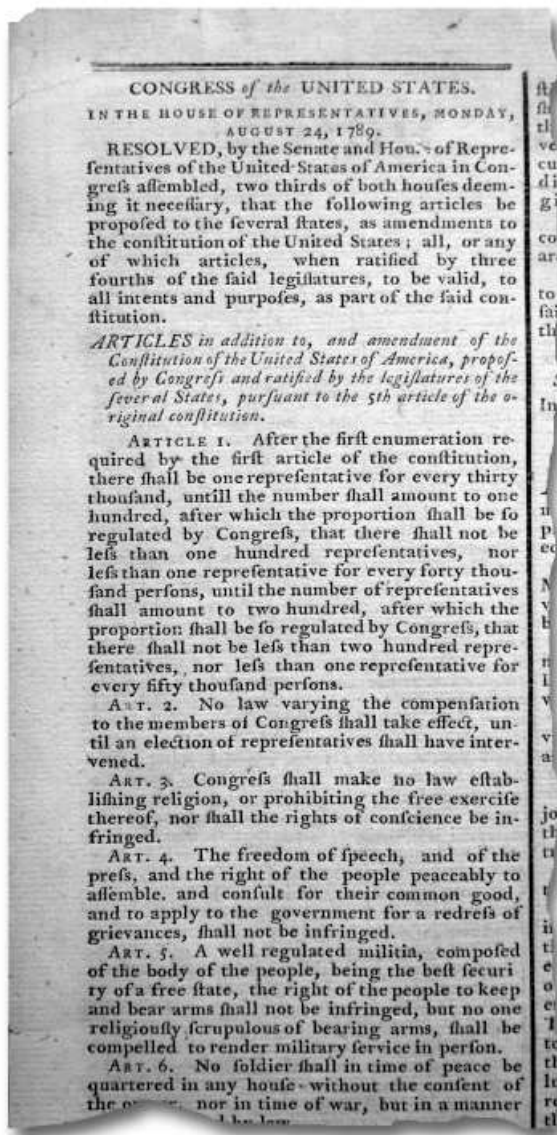 CONGRESS of the UNITED STATES.
IN THE HOUSE OF REPRESENTATIVES, MONDAY,
AUGUST 24, 1789.
RESOLVED, by the Senate and Hou. of Repre-
ſentatives of the United States of America in Con-
greſs aſſembled, two thirds of both houſes deem-
ing it neceſſary, that the following articles be
propoſed to the ſeveral ſtates, as amendments to
the conſtitution of the United States; all, or any
of which articles, when ratified by three
fourths of the ſaid legiſlatures, to be valid, to
all intents and purpoſes, as part of the ſaid con-
ſtitution.
ARTICLES in addition to, and amendment of the
Conſtitution of the United States of America, propoſ-
ed by Congreſs and ratified by the legiſlatures of the
ſeveral States, purſuant to the 5th article of the o-
riginal conſtitution.
ARTICLE 1. After the firſt enumeration re-
quired by the firſt article of the conſtitution,
there ſhall be one repreſentative for every thirty
thouſand, untill the number ſhall amount to one
hundred, after which the proportion ſhall be ſo
regulated by Congreſs, that there ſhall not be
leſs than one hundred repreſentatives, nor
leſs than one repreſentative for every forty thou-
ſand perſons, until the number of repreſentatives
ſhall amount to two hundred, after which the
proportion ſhall be ſo regulated by Congreſs, that
there ſhall not be leſs than two hundred repre-
ſentatives, nor leſs than one repreſentative for
every fifty thouſand perſons.
ART. 2. No law varying the compenſation
to the members of Congreſs ſhall take effect, un-
til an election of repreſentatives ſhall have inter-
vened.
ART. 3. Congreſs ſhall make no law eſtab-
liſhing religion, or prohibiting the free exerciſe
thereof, nor ſhall the rights of conſcience be in-
fringed.
ART. 4. The freedom of ſpeech, and of the
preſs, and the right of the people peaceably to
aſſemble, and conſult for their common good,
and to apply to the government for a redreſs of
grievances, ſhall not be infringed.
ART. 5. A well regulated militia, compoſed
of the body of the people, being the beſt ſecuri
ty of a free ſtate, the right of the people to keep
and bear arms ſhall not be infringed, but no one
religiouſly ſcrupulous of bearing arms, ſhall be
compelled to render military ſervice in perſon.
ART. 6. No ſoldier ſhall in time of peace be
quartered in any houſe without the conſent of
the nor in time of war, but in a manner
by law